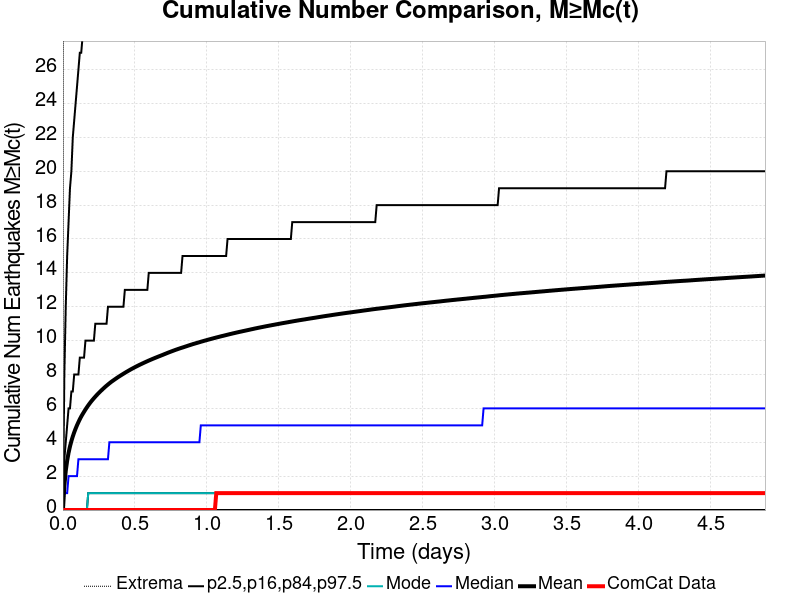 Cumulative Number Comparison, M≥Mc(t)
Cumulative Num Earthquakes M≥Mc(t)
26
24
22
20
18
16
14
12
10
8
6
4
2
0
0.0 0.5 1.0 1.5 2.0 2.5 3.0 3.5 4.0 4.5
Time (days)
Extrema p2.5,p16,p84,p97.5 Mode Median Mean ComCat Data